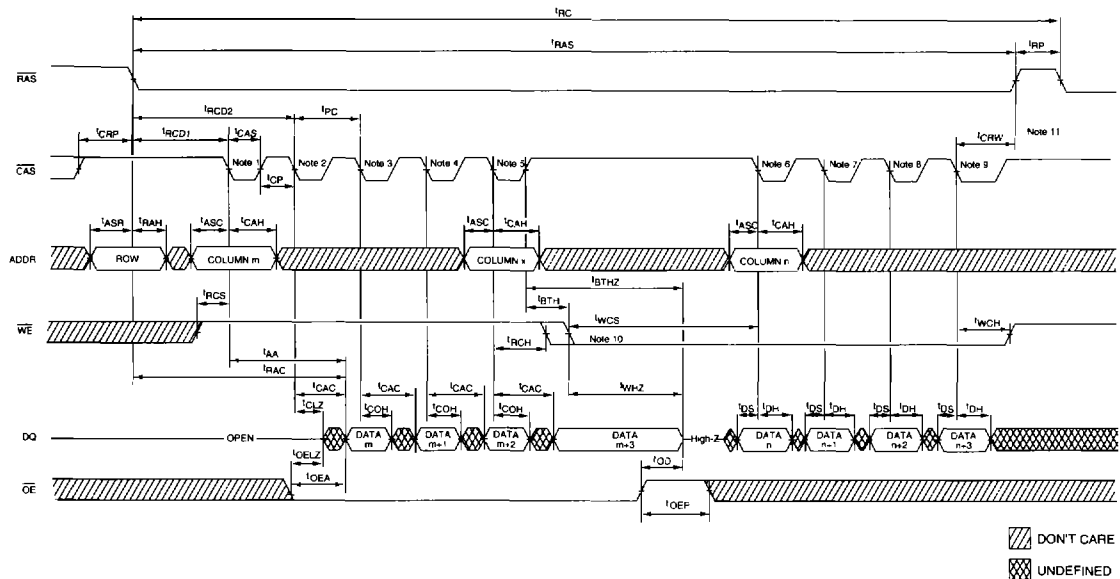 tRC
tRAS
tRP
RAS
tRCD2
tPC
tCRP
tRCD1
tCAS
tCRW
Note 11
CAS
Note 1
Note 2
Note 3
Note 4
Note 5
Note 6
Note 7
Note 8
Note 9
tCP
tASR
tRAH
tASC
tCAH
tASC
tCAH
tASC
tCAH
ADDR
ROW
COLUMN m
COLUMN x
COLUMN n
tBTHZ
tRCS
tBTH
tWCS
tWCH
WE
Note 10
tRCH
tAA
tRAC
tWHZ
tCAC
tCAC
tCAC
tCAC
tCLZ
tCOH
tCOH
tCOH
tDS
tDH
tDS
tDH
tDS
tDH
tDS
tDH
DQ
OPEN
DATA m
DATA m+1
DATA m+2
DATA m+3
High-Z
DATA n
DATA n+1
DATA n+2
DATA n+3
tOELZ
tOD
tOEA
OE
tOEP
DON'T CARE
UNDEFINED